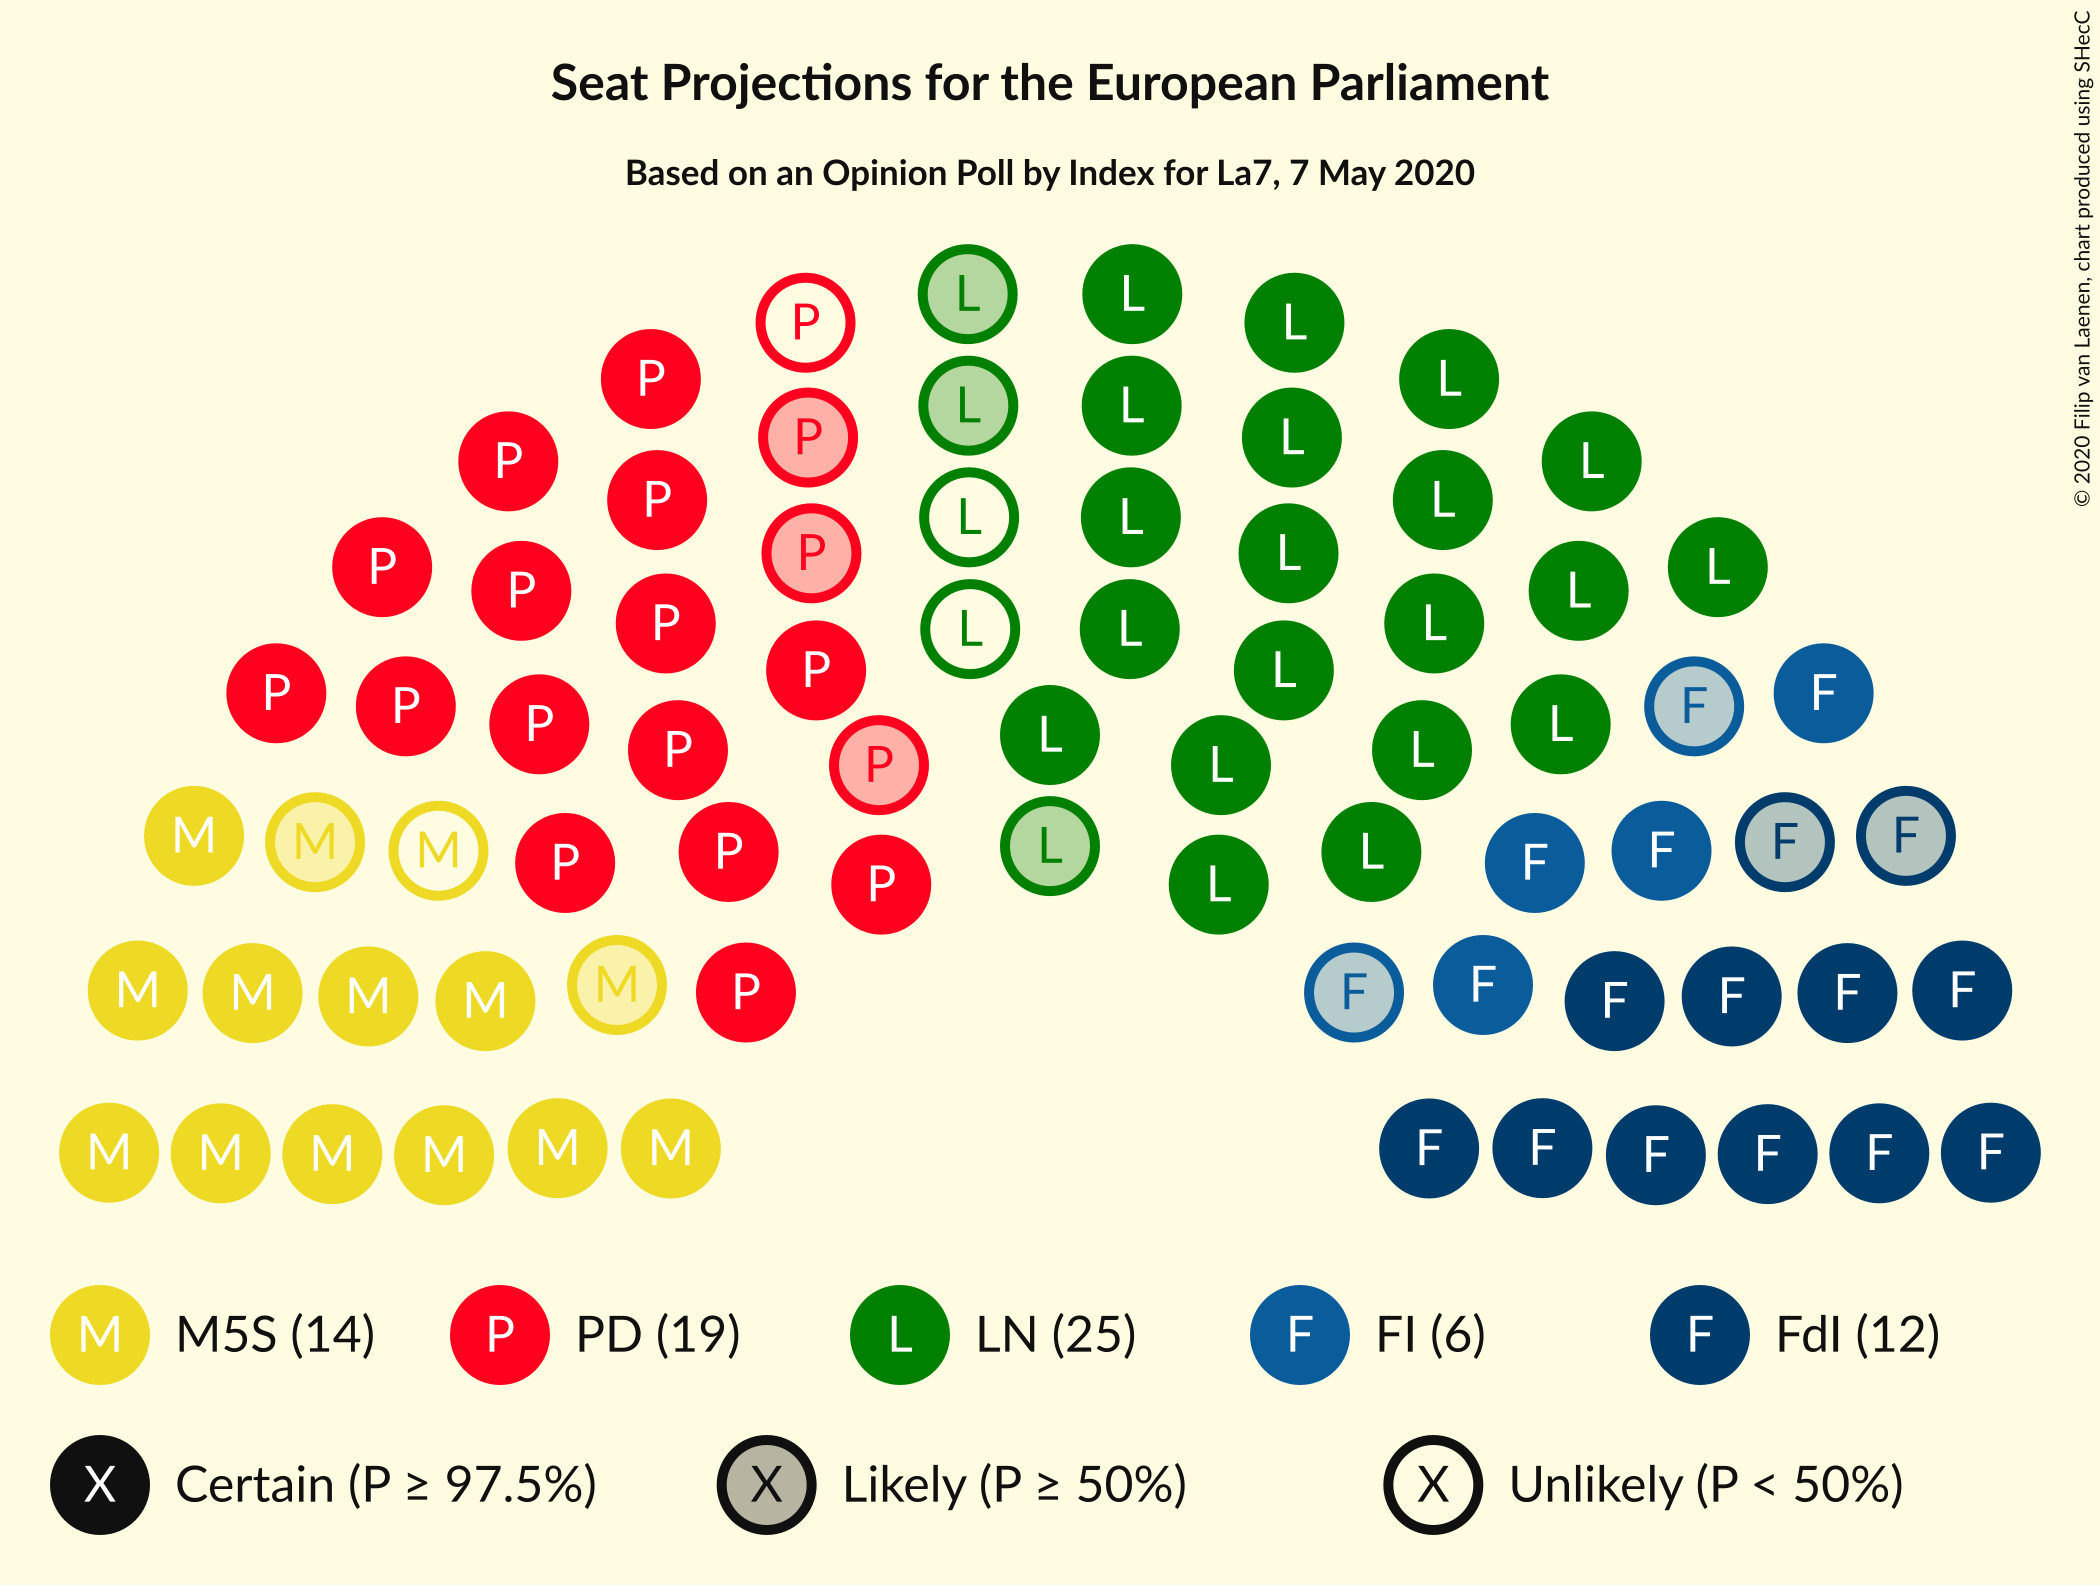 Seat Projections for the European Parliament
Based on an Opinion Poll by Index for La7, 7 May 2020
© 2020 Filip van Laenen, chart produced using SHecC
L L
P L
P L
L L
P P L
P L
P L
L L
P P L
P L
P L
P L
L L
P L
P P F F
P L
P P L
P L
P L
M F
M M F F
L
M P F F
P L
P L
M M M M M P F F F F F F
M M M M M M F F F F F F
M M5S (14) P PD (19) L LN (25) F FI (6) F FdI (12)
X Certain (P ≥ 97.5%) X Likely (P ≥ 50%) X Unlikely (P < 50%)